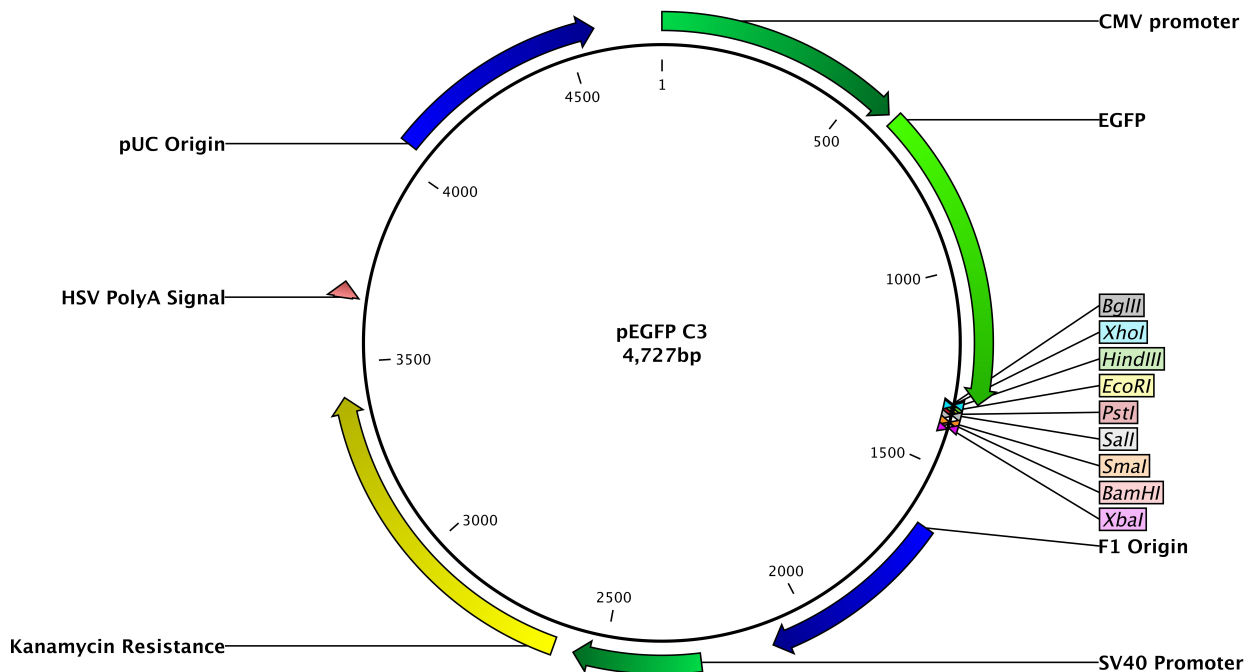 CMV promoter
EGFP
pUC Origin
HSV PolyA Signal
Kanamycin Resistance
pEGFP C3
4,727bp
1
500
1000
1500
2000
2500
3000
3500
4000
4500
BglII
XhoI
HindIII
EcoRI
PstI
SalI
SmaI
BamHI
XbaI
F1 Origin
SV40 Promoter